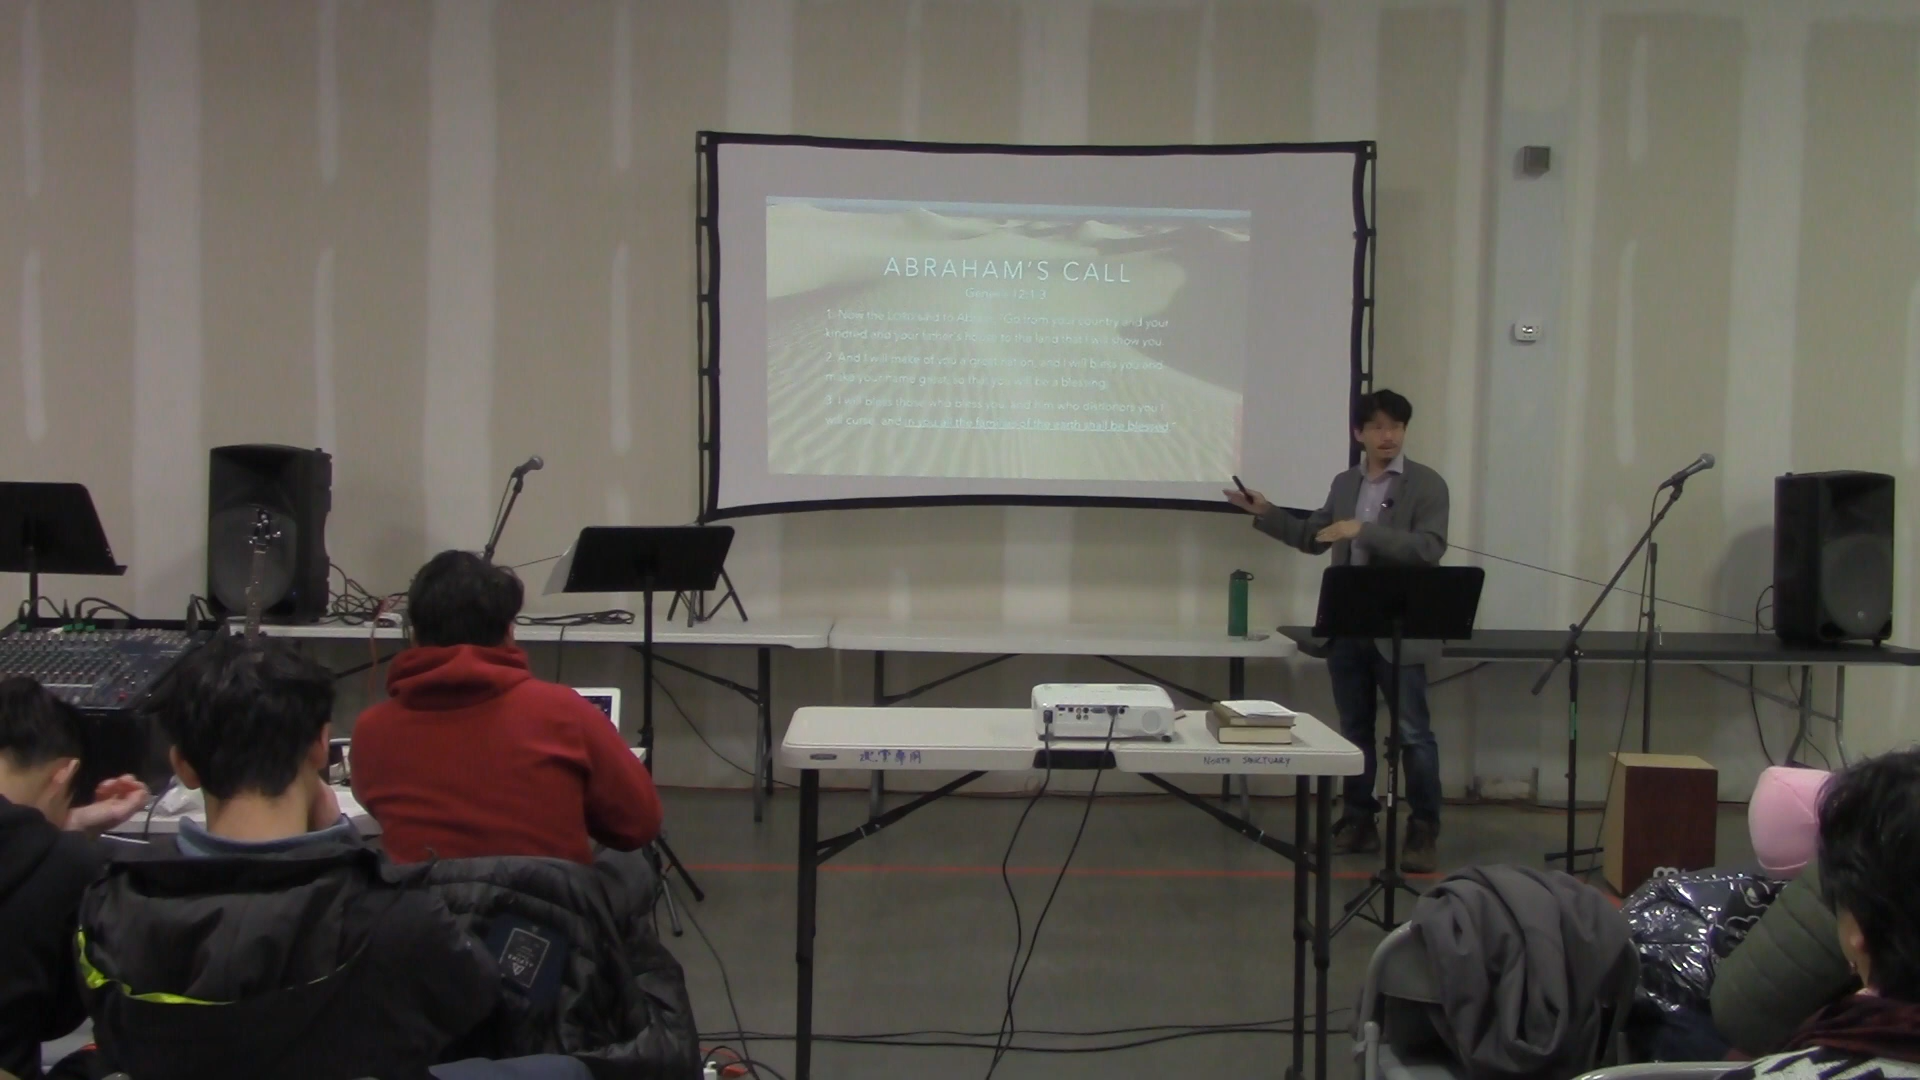 ABRAHAM'S CALL
Genesis 12:1-3
1. Now the LORD said to Abram, "Go from your country and your
kindred and your father's house to the land that I will show you.
2. And I will make of you a great nation, and I will bless you and
make your name great, so that you will be a blessing.
3. I will bless those who bless you, and him who dishonors you I
will curse, and in you all the families of the earth shall be blessed."
NORTH SANCTUARY